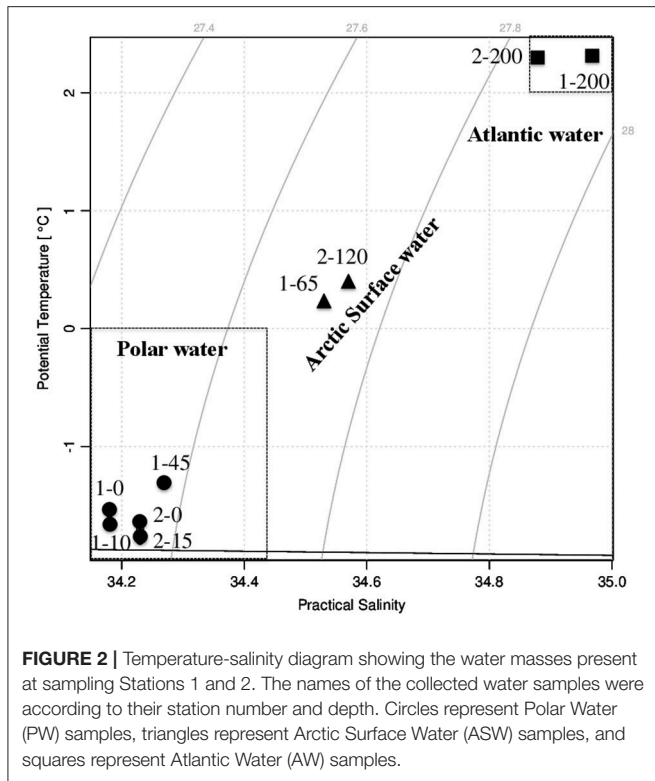 27.4
27.6
27.8
28
2-200
1-200
Atlantic water
2-120
1-65
Arctic Surface water
Polar water
1-45
1-0
2-0
1-10
2-15
2
1
0
-1
Potential Temperature [ °C]
34.2
34.4
34.6
34.8
35.0
Practical Salinity
FIGURE 2 | Temperature-salinity diagram showing the water masses present
at sampling Stations 1 and 2. The names of the collected water samples were
according to their station number and depth. Circles represent Polar Water
(PW) samples, triangles represent Arctic Surface Water (ASW) samples, and
squares represent Atlantic Water (AW) samples.